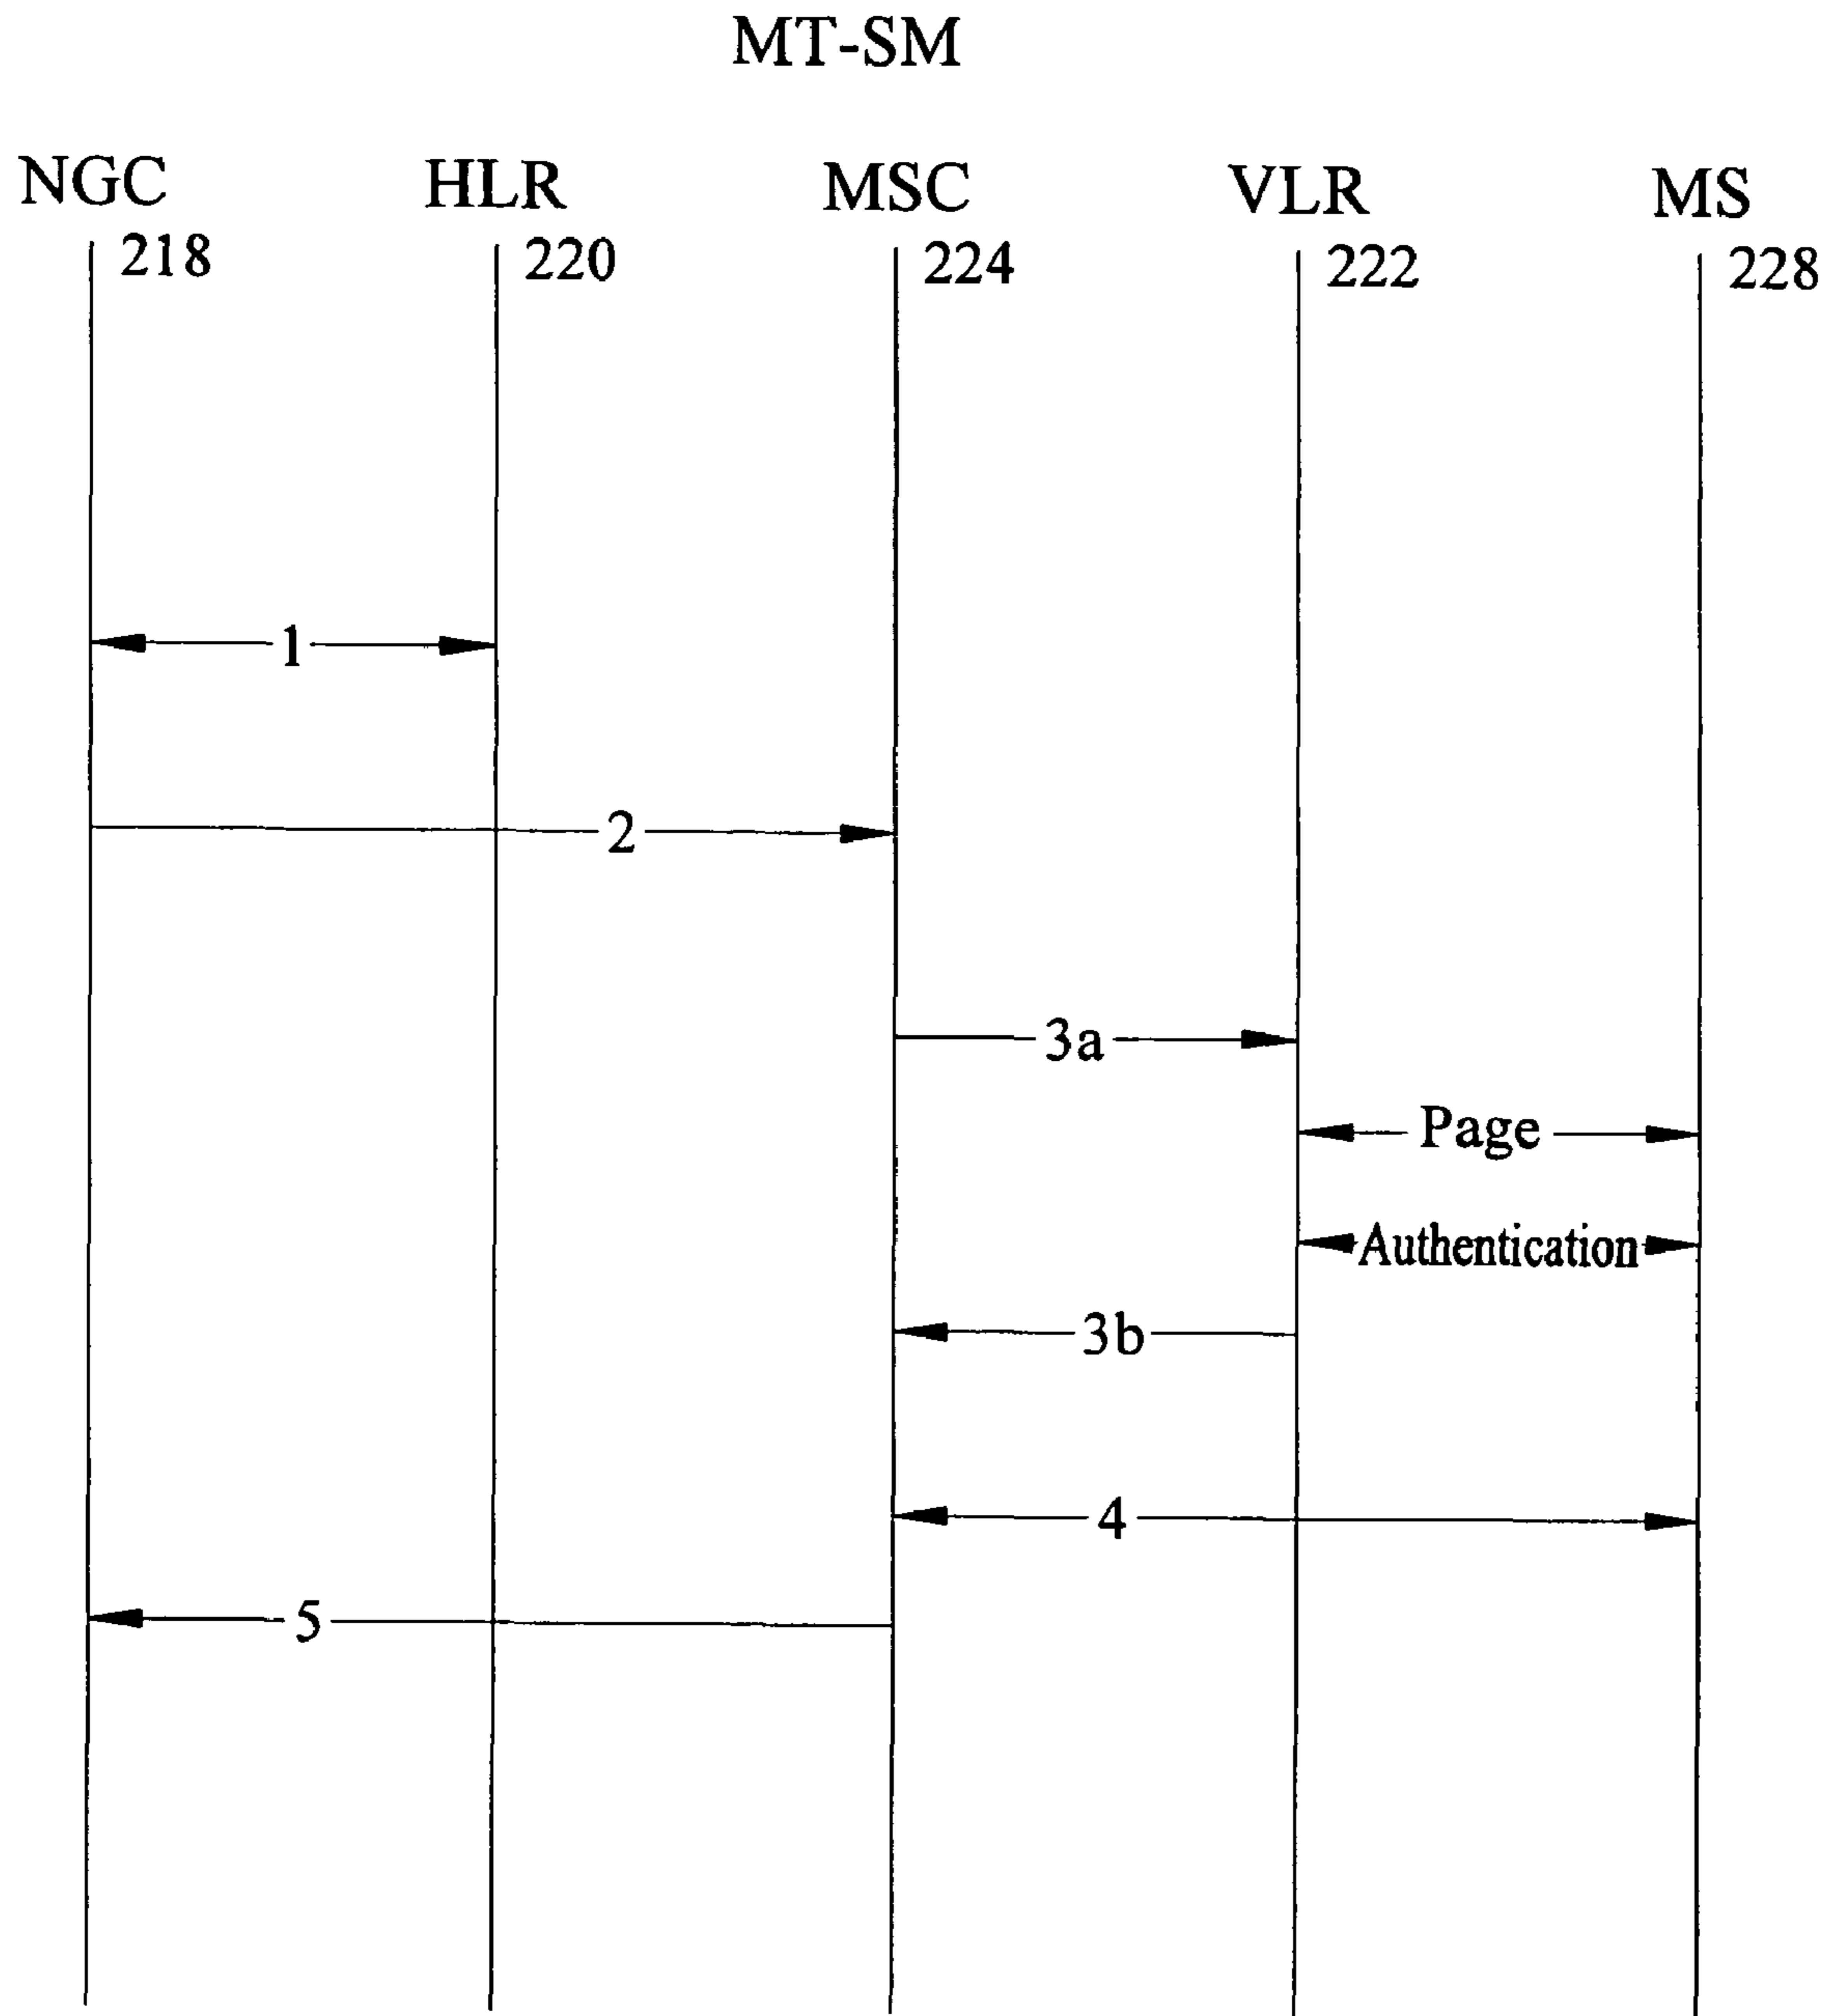 MT-SM
NGC HLR MSC VLR MS
218 220 224 222 228
1
2
3a
Page
Authentication
3b
4
5